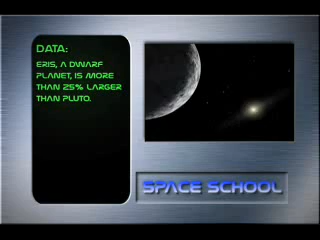 DATA:
ERIS, A DWARF
PLANET, IS MORE
THAN 25% LARGER
THAN PLUTO.
SPACE SCHOOL